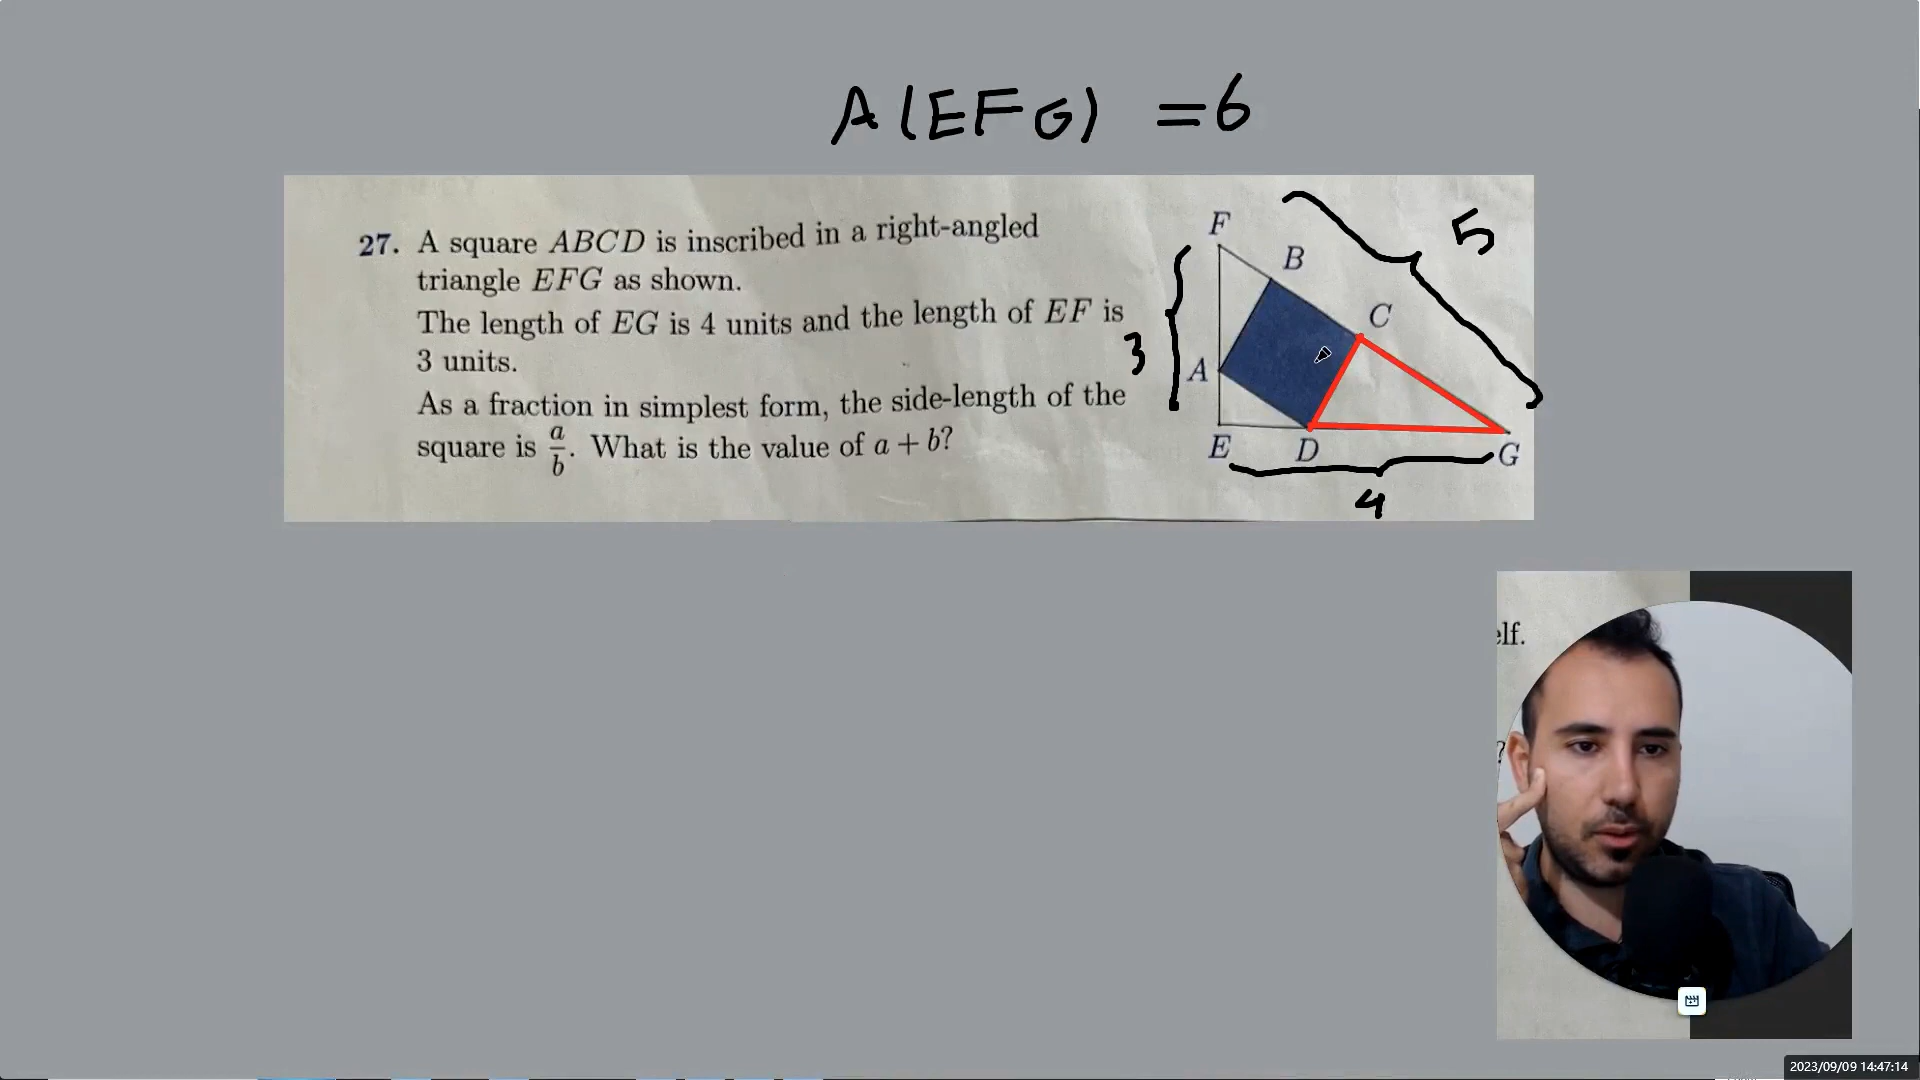 A(EFG) = 6
27. A square ABCD is inscribed in a right-angled
triangle EFG as shown.
The length of EG is 4 units and the length of EF is
3 units.
As a fraction in simplest form, the side-length of the
square is a/b. What is the value of a + b?
F
B
5
C
3
A
E
D
G
4
elf.
?
2023/09/09 14:47:14